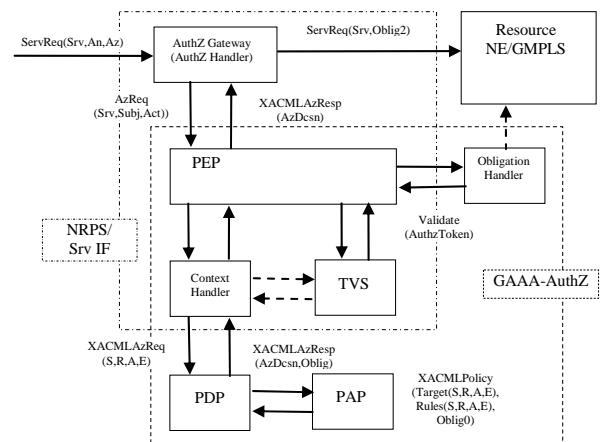 ServReq(Srv,An,Az)
AuthZ Gateway
(AuthZ Handler)
ServReq(Srv,Oblig2)
Resource
NE/GMPLS
AzReq
(Srv,Subj,Act))
XACMLAzResp
(AzDcsn)
PEP
Obligation
Handler
Validate
(AuthzToken)
NRPS/
Srv IF
Context
Handler
TVS
GAAA-AuthZ
XACMLAzReq
(S,R,A,E)
XACMLAzResp
(AzDcsn,Oblig)
PDP
PAP
XACMLPolicy
(Target(S,R,A,E),
Rules(S,R,A,E),
Oblig0)